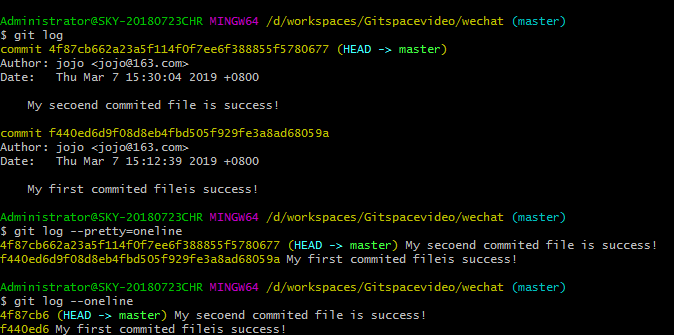 Administrator@SKY-20180723CHR MINGW64 /d/workspaces/Gitspacevideo/wechat (master)
$ git log
commit 4f87cb662a23a5f114f0f7ee6f388855f5780677 (HEAD -> master)
Author: jojo <jojo@163.com>
Date:   Thu Mar 7 15:30:04 2019 +0800
    My secoend commited file is success!
commit f440ed6d9f08d8eb4fbd505f929fe3a8ad68059a
Author: jojo <jojo@163.com>
Date:   Thu Mar 7 15:12:39 2019 +0800
    My first commited fileis success!
Administrator@SKY-20180723CHR MINGW64 /d/workspaces/Gitspacevideo/wechat (master)
$ git log --pretty=oneline
4f87cb662a23a5f114f0f7ee6f388855f5780677 (HEAD -> master) My secoend commited file is success!
f440ed6d9f08d8eb4fbd505f929fe3a8ad68059a My first commited fileis success!
Administrator@SKY-20180723CHR MINGW64 /d/workspaces/Gitspacevideo/wechat (master)
$ git log --oneline
4f87cb6 (HEAD -> master) My secoend commited file is success!
f440ed6 My first commited fileis success!